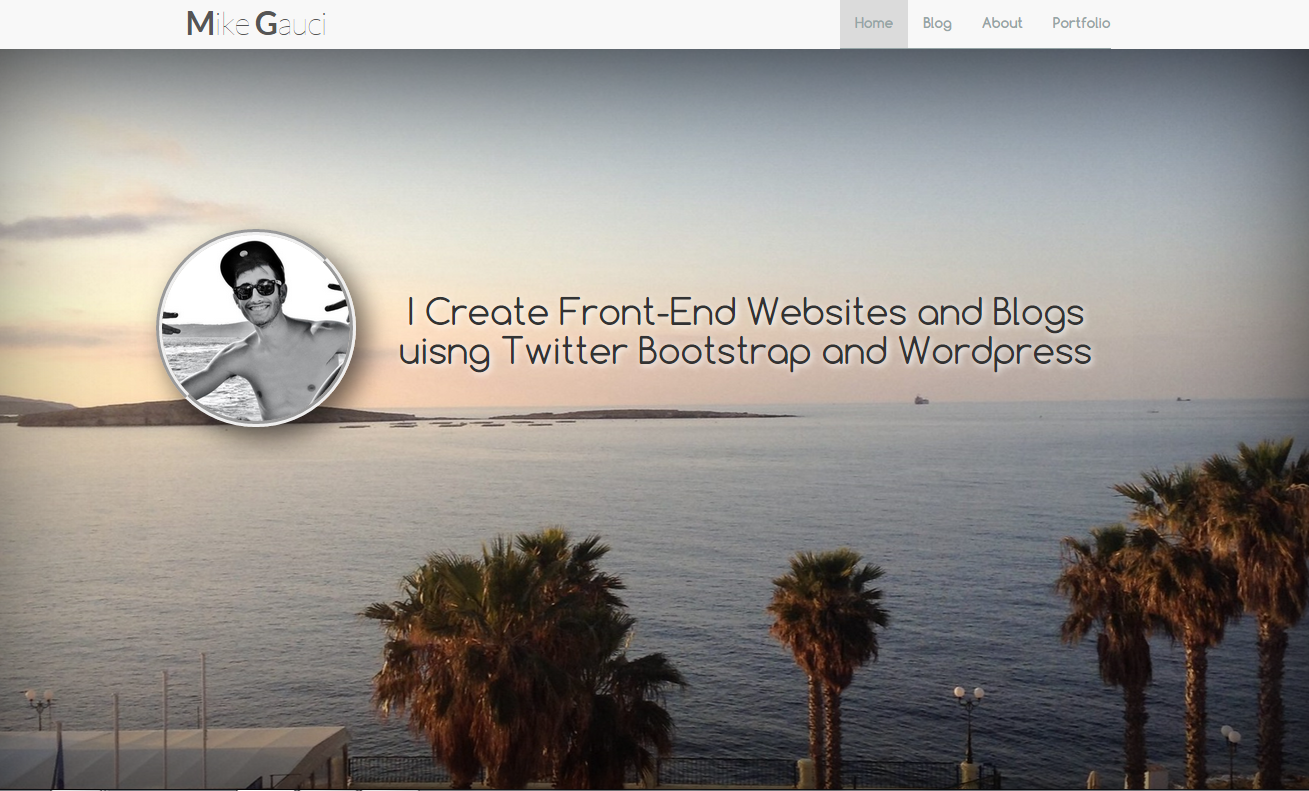 Mike Gauci
Home Blog About Portfolio
I Create Front-End Websites and Blogs
uisng Twitter Bootstrap and Wordpress